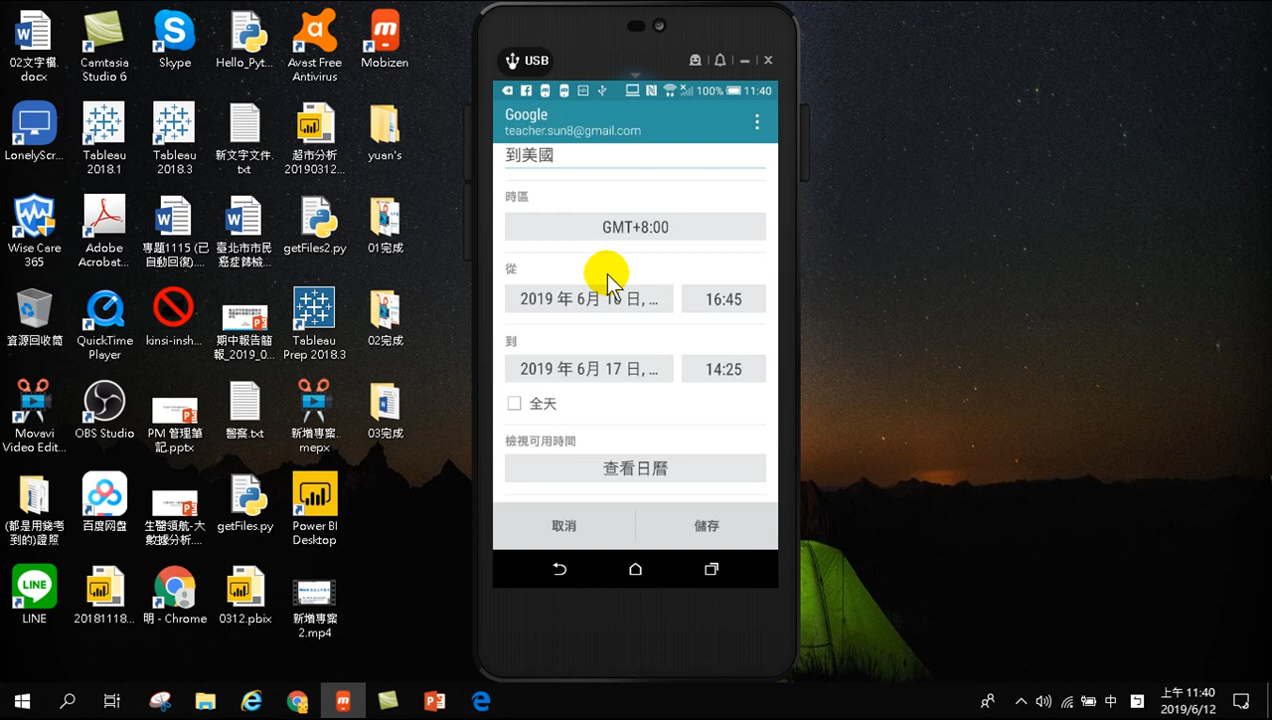 02文字檔.
docx
Camtasia
Studio 6
Skype
Hello_Pyt...
Avast Free
Antivirus
Mobizen
LonelyScr...
Tableau
2018.1
Tableau
2018.3
新文字文件.
txt
超市分析
20190312...
yuan's
Wise Care
365
Adobe
Acrobat...
專題1115 (已
自動回復)....
臺北市市民
癌症篩檢...
getFiles2.py
01完成
資源回收筒
QuickTime
Player
kinsi-insh...
期中報告簡
報_2019_0...
Tableau
Prep 2018.3
02完成
Movavi
Video Edit...
OBS Studio
PM 管理筆
記.pptx
警察.txt
新增專案.
mepx
03完成
(都是用幾考
到的)證照
百度网盘
生醫領航-大
數據分析....
getFiles.py
Power BI
Desktop
LINE
20181118...
明 - Chrome
0312.pbix
新增專案
2.mp4
USB
100%
11:40
Google
teacher.sun8@gmail.com
到美國
時區
GMT+8:00
從
2019 年 6月 16 日, ...
16:45
到
2019 年 6月 17 日, ...
14:25
全天
檢視可用時間
查看日曆
取消
儲存
中
上午 11:40
2019/6/12